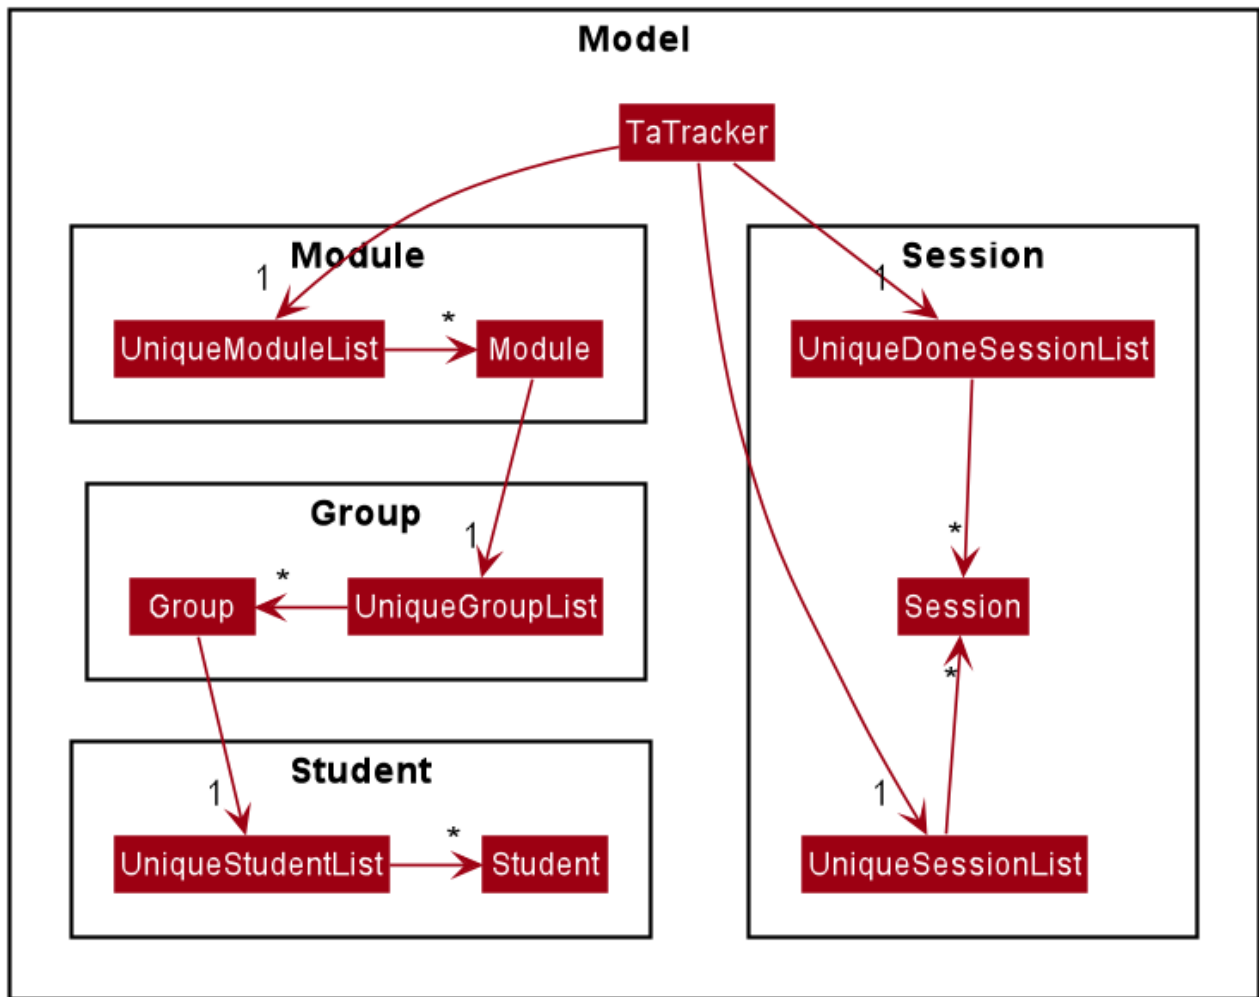 Model
TaTracker
Module
1
UniqueModuleList
*
Module
Session
1
UniqueDoneSessionList
*
Session
*
1
UniqueSessionList
Group
1
Group
*
UniqueGroupList
Student
1
UniqueStudentList
*
Student